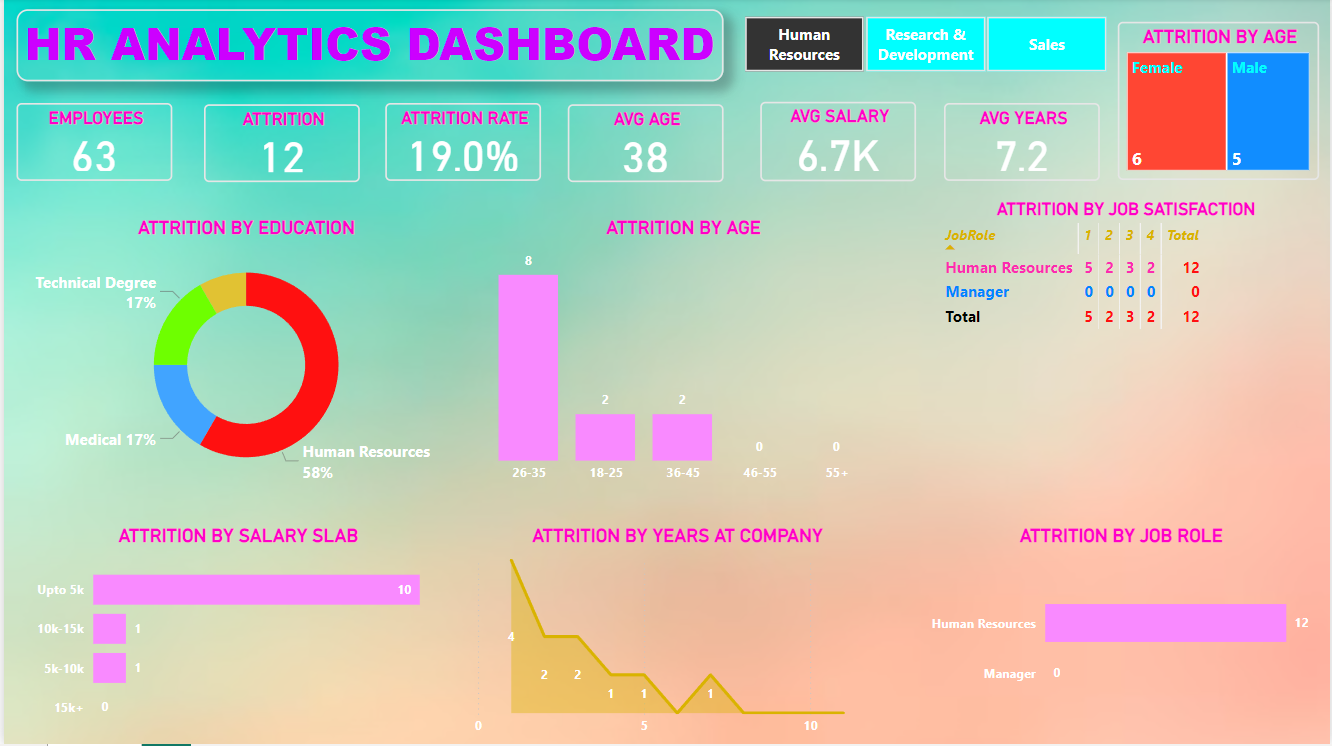 HR ANALYTICS DASHBOARD
Human
Resources
Research &
Development
Sales
ATTRITION BY AGE
Female
Male
6
5
EMPLOYEES
63
ATTRITION
12
ATTRITION RATE
19.0%
AVG AGE
38
AVG SALARY
6.7K
AVG YEARS
7.2
ATTRITION BY EDUCATION
Technical Degree
17%
Medical 17%
Human Resources
58%
ATTRITION BY AGE
8
2
2
0
0
26-35
18-25
36-45
46-55
55+
ATTRITION BY JOB SATISFACTION
JobRole 1 2 3 4 Total
Human Resources 5 2 3 2 12
Manager 0 0 0 0 0
Total 5 2 3 2 12
ATTRITION BY SALARY SLAB
Upto 5k 10
10k-15k 1
5k-10k 1
15k+ 0
ATTRITION BY YEARS AT COMPANY
4
2
2
1
1
1
0
5
10
ATTRITION BY JOB ROLE
Human Resources 12
Manager 0